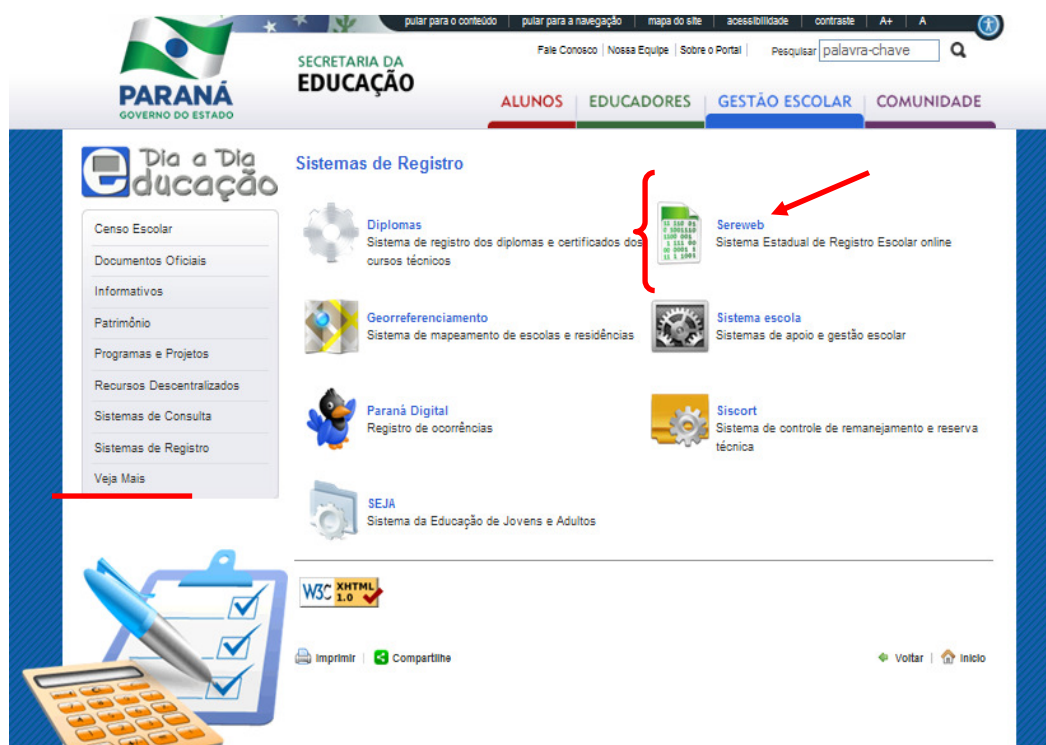 pular para o conteúdo | pular para a navegação | mapa do site | acessibilidade | contraste | A+ | A
Fale Conosco | Nossa Equipe | Sobre o Portal | Pesquisar palavra-chave
SECRETARIA DA
EDUCAÇÃO
PARANÁ
GOVERNO DO ESTADO
ALUNOS | EDUCADORES | GESTÃO ESCOLAR | COMUNIDADE
Dia a Dia
educação
Censo Escolar
Documentos Oficiais
Informativos
Patrimônio
Programas e Projetos
Recursos Descentralizados
Sistemas de Consulta
Sistemas de Registro
Veja Mais
Sistemas de Registro
Diplomas
Sistema de registro dos diplomas e certificados dos
cursos técnicos
Sereweb
Sistema Estadual de Registro Escolar online
Georreferenciamento
Sistema de mapeamento de escolas e residências
Sistema escola
Sistemas de apoio e gestão escolar
Paraná Digital
Registro de ocorrências
Siscort
Sistema de controle de remanejamento e reserva
técnica
SEJA
Sistema da Educação de Jovens e Adultos
W3C XHTML
1.0
Imprimir | Compartilhe
Voltar | Início